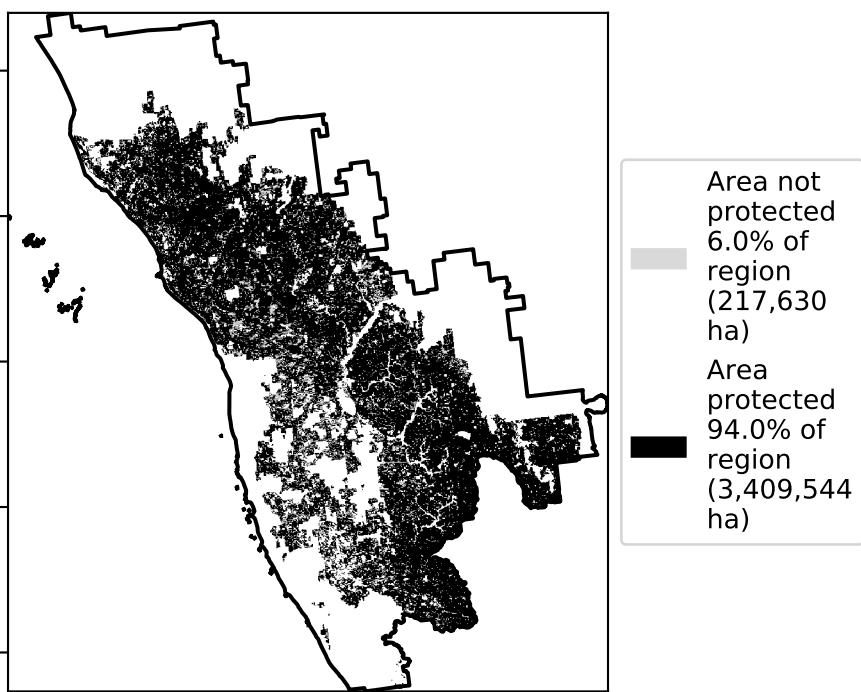 Area not
protected
6.0% of
region
(217,630
ha)
Area
protected
94.0% of
region
(3,409,544
ha)